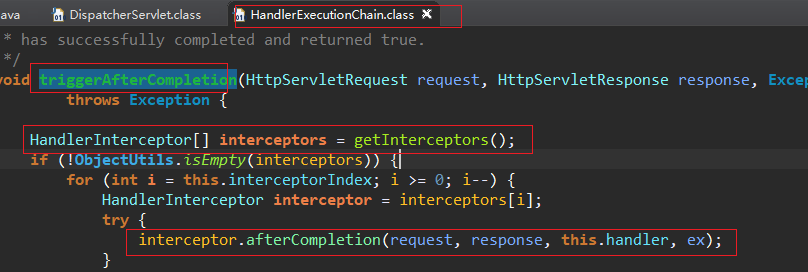 ava DispatcherServlet.class HandlerExecutionChain.class
* has successfully completed and returned true.
*/
void triggerAfterCompletion(HttpServletRequest request, HttpServletResponse response, Excep
throws Exception {
HandlerInterceptor[] interceptors = getInterceptors();
if (!ObjectUtils.isEmpty(interceptors)) {
for (int i = this.interceptorIndex; i >= 0; i--) {
HandlerInterceptor interceptor = interceptors[i];
try {
interceptor.afterCompletion(request, response, this.handler, ex);
}